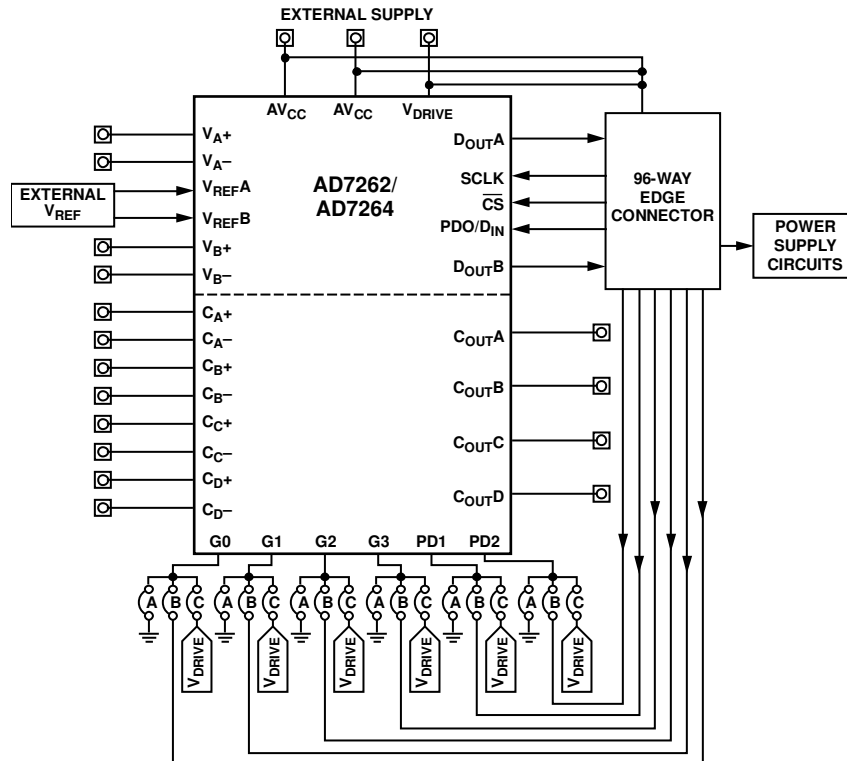 EXTERNAL SUPPLY
AVCC AVCC VDRIVE
VA+
VA−
VREFA
VREFB
VB+
VB−
EXTERNAL
VREF
AD7262/
AD7264
DOUTA
SCLK
CS
PDO/DIN
DOUTB
96-WAY
EDGE
CONNECTOR
POWER
SUPPLY
CIRCUITS
CA+
CA−
CB+
CB−
CC+
CC−
CD+
CD−
COUTA
COUTB
COUTC
COUTD
G0 G1 G2 G3 PD1 PD2
A B C A B C A B C A B C A B C A B C
VDRIVE VDRIVE VDRIVE VDRIVE VDRIVE VDRIVE